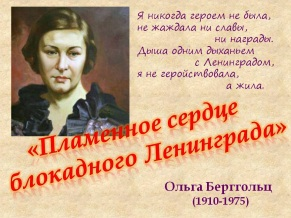 Я никогда героем не была,
не жаждала ни славы,
ни награды.
Дыша одним дыханьем
с Ленинградом,
я не геройствовала,
а жила.
«Пламенное сердце
блокадного Ленинграда»
Ольга Берггольц
(1910-1975)